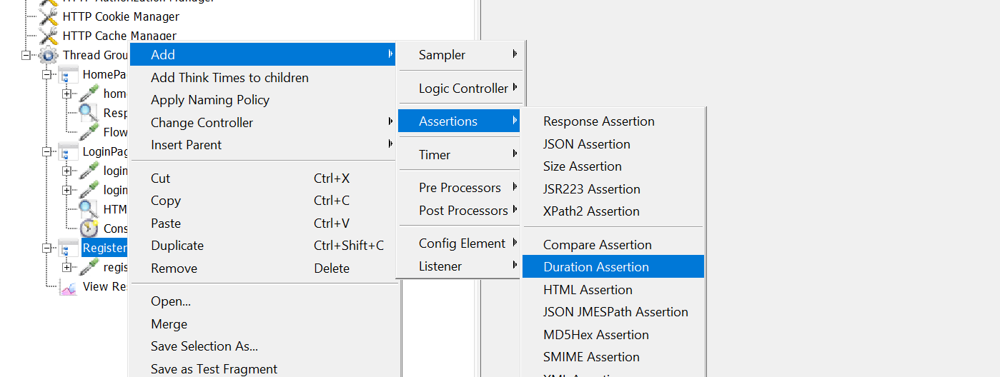 HTTP Authorization Manager
HTTP Cookie Manager
HTTP Cache Manager
Thread Grou
HomePa
hom
Resp
Flow
LoginPag
login
login
HTM
Cons
Register
regis
View Res
Add
Add Think Times to children
Apply Naming Policy
Change Controller
Insert Parent
Cut Ctrl+X
Copy Ctrl+C
Paste Ctrl+V
Duplicate Ctrl+Shift+C
Remove Delete
Open...
Merge
Save Selection As...
Save as Test Fragment
Sampler
Logic Controller
Assertions
Timer
Pre Processors
Post Processors
Config Element
Listener
Response Assertion
JSON Assertion
Size Assertion
JSR223 Assertion
XPath2 Assertion
Compare Assertion
Duration Assertion
HTML Assertion
JSON JMESPath Assertion
MD5Hex Assertion
SMIME Assertion
XML Assertion